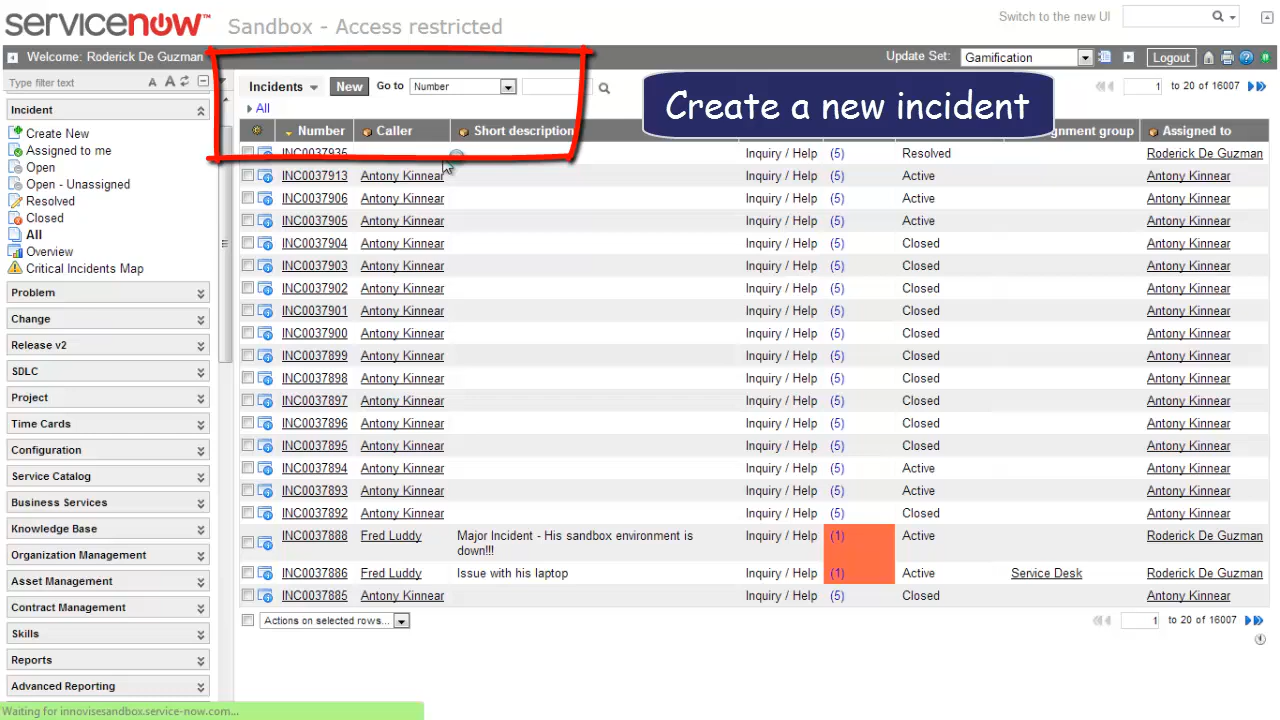 servicenow™ Sandbox - Access restricted
Switch to the new UI
Welcome: Roderick De Guzman
Update Set: Gamification Logout
Type filter text A A
Incidents New Go to Number
All
1 to 20 of 16007
Create a new incident
Incident
Create New
Assigned to me
Open
Open - Unassigned
Resolved
Closed
All
Overview
Critical Incidents Map
Problem
Change
Release v2
SDLC
Project
Time Cards
Configuration
Service Catalog
Business Services
Knowledge Base
Organization Management
Asset Management
Contract Management
Skills
Reports
Advanced Reporting
Number Caller Short description Assigned to
INC0037936 Inquiry / Help (5) Resolved Roderick De Guzman
INC0037913 Antony Kinnear Inquiry / Help (5) Active Antony Kinnear
INC0037906 Antony Kinnear Inquiry / Help (5) Active Antony Kinnear
INC0037905 Antony Kinnear Inquiry / Help (5) Active Antony Kinnear
INC0037904 Antony Kinnear Inquiry / Help (5) Closed Antony Kinnear
INC0037903 Antony Kinnear Inquiry / Help (5) Closed Antony Kinnear
INC0037902 Antony Kinnear Inquiry / Help (5) Closed Antony Kinnear
INC0037901 Antony Kinnear Inquiry / Help (5) Closed Antony Kinnear
INC0037900 Antony Kinnear Inquiry / Help (5) Closed Antony Kinnear
INC0037899 Antony Kinnear Inquiry / Help (5) Closed Antony Kinnear
INC0037898 Antony Kinnear Inquiry / Help (5) Closed Antony Kinnear
INC0037897 Antony Kinnear Inquiry / Help (5) Closed Antony Kinnear
INC0037896 Antony Kinnear Inquiry / Help (5) Closed Antony Kinnear
INC0037895 Antony Kinnear Inquiry / Help (5) Closed Antony Kinnear
INC0037894 Antony Kinnear Inquiry / Help (5) Active Antony Kinnear
INC0037893 Antony Kinnear Inquiry / Help (5) Active Antony Kinnear
INC0037892 Antony Kinnear Inquiry / Help (5) Closed Antony Kinnear
INC0037888 Fred Luddy Major Incident - His sandbox environment is Inquiry / Help (1) Active Roderick De Guzman
down!!!
INC0037886 Fred Luddy Issue with his laptop Inquiry / Help (1) Active Service Desk Roderick De Guzman
INC0037885 Antony Kinnear Inquiry / Help (5) Closed Antony Kinnear
Actions on selected rows... 1 to 20 of 16007
Waiting for innovisesandbox.service-now.com...